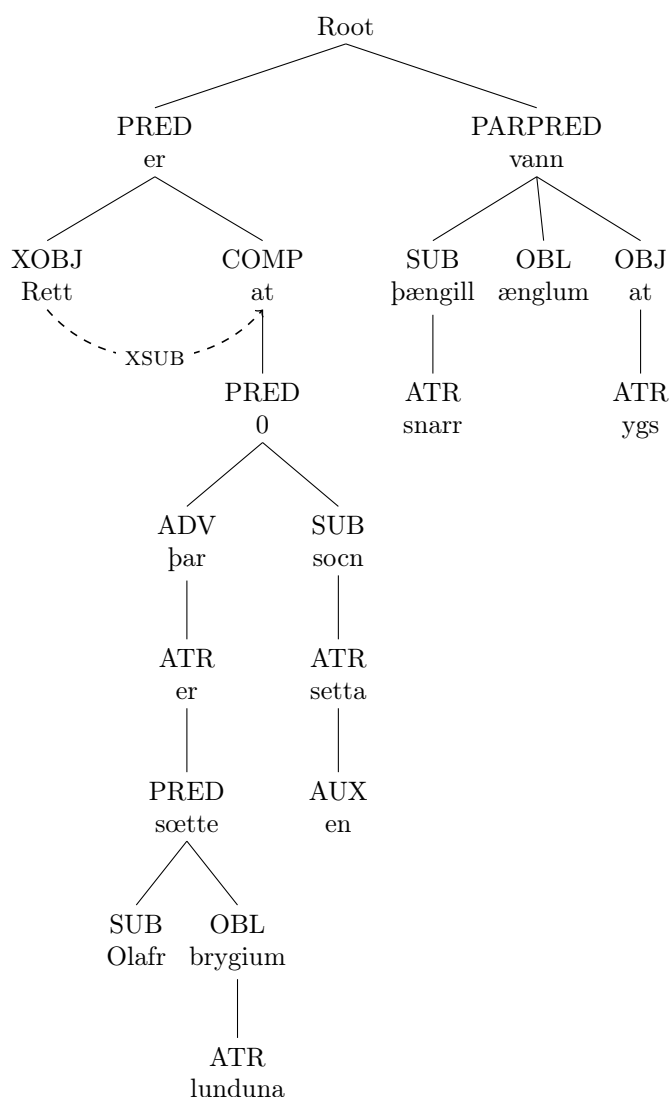 Root
PRED PARPRED
er vann
XOBJ COMP SUB OBL OBJ
Rett at þængill ænglum at
XSUB
PRED ATR ATR
0 snarr ygs
ADV SUB
þar socn
ATR ATR
er setta
PRED AUX
sœtte en
SUB OBL
Olafr brygium
ATR
lunduna